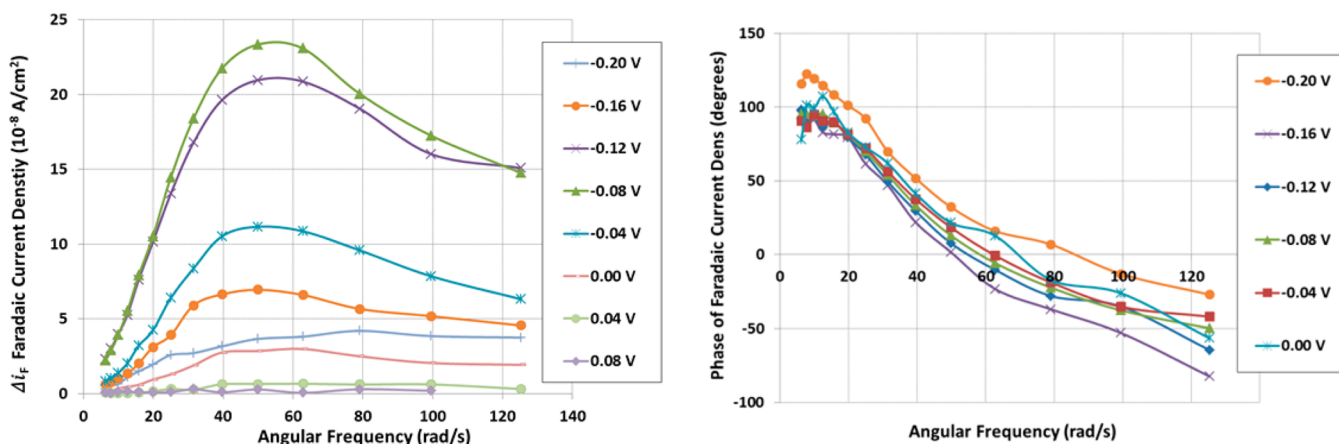 25
20
15
10
5
0
0 20 40 60 80 100 120 140
Δi_F Faradaic Current Denstiy (10⁻⁸ A/cm²)
Angular Frequency (rad/s)
-0.20 V
-0.16 V
-0.12 V
-0.08 V
-0.04 V
0.00 V
0.04 V
0.08 V
150
100
50
0
-50
-100
0 20 40 60 80 100 120
Phase of Faradaic Current Dens (degrees)
Angular Frequency (rad/s)
-0.20 V
-0.16 V
-0.12 V
-0.08 V
-0.04 V
0.00 V